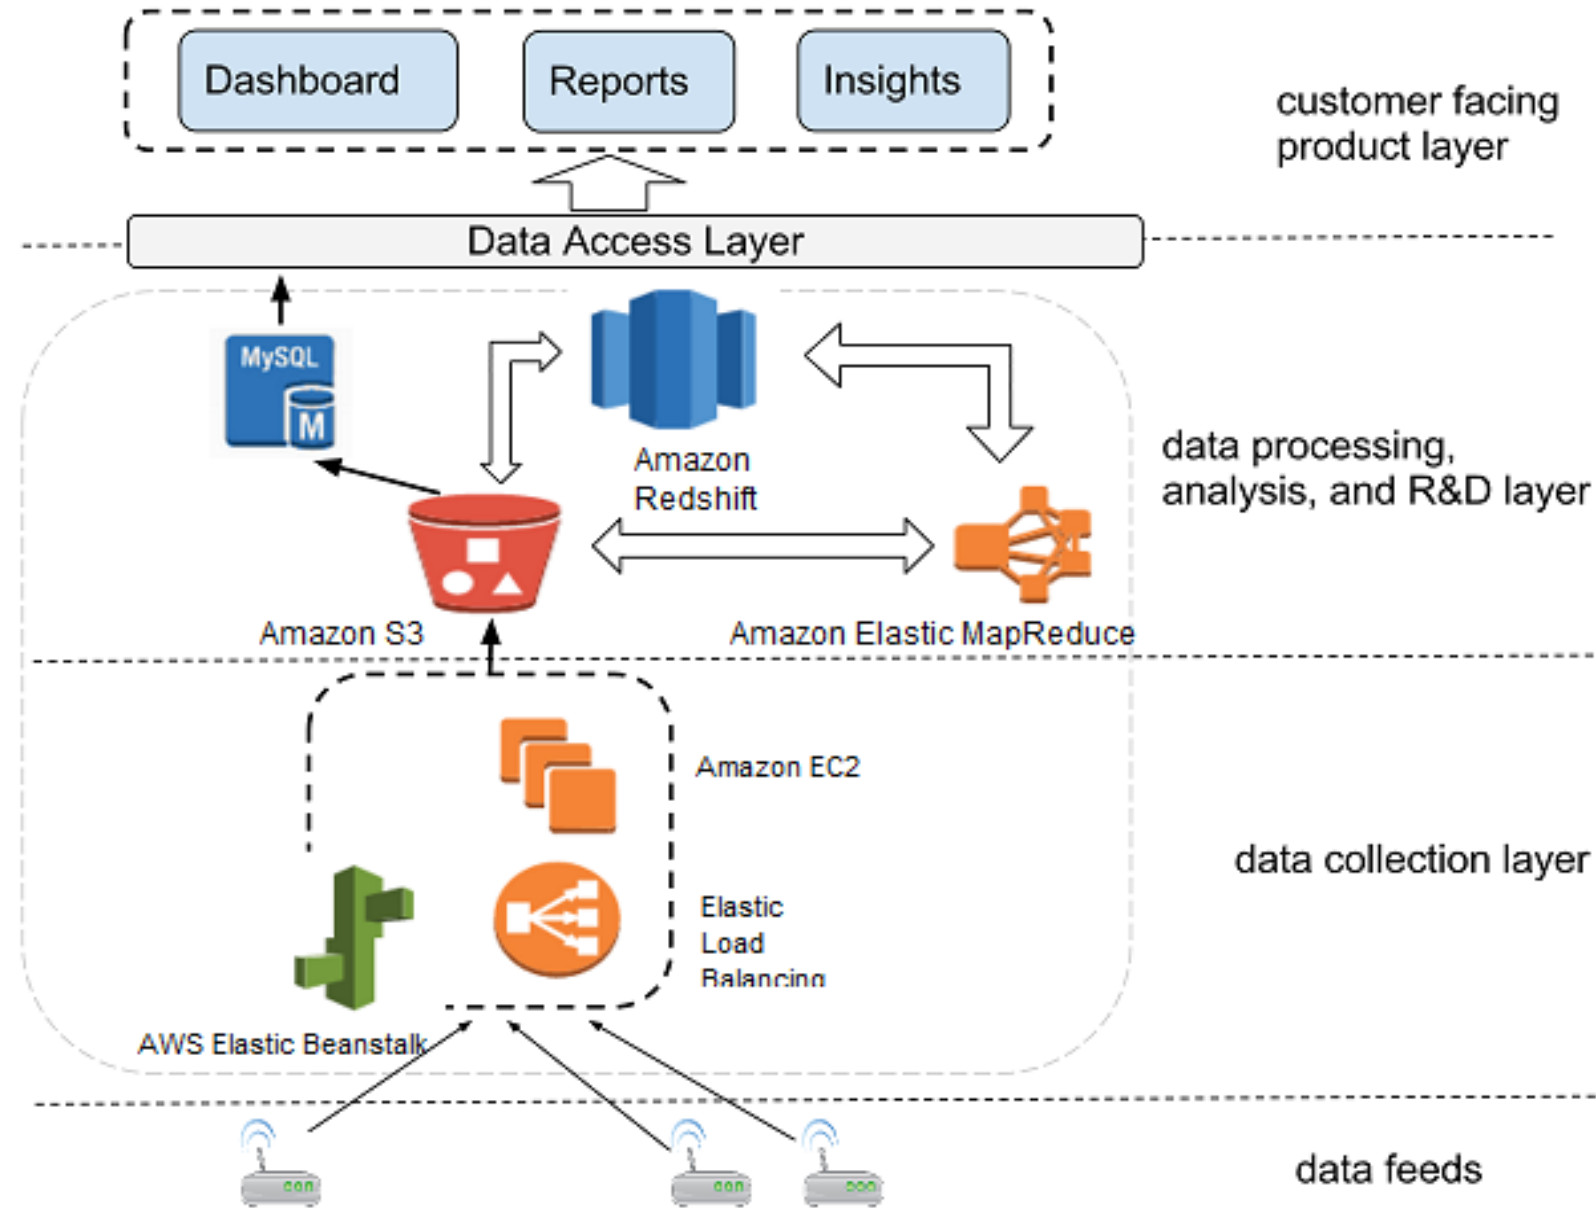 Dashboard
Reports
Insights
customer facing
product layer
Data Access Layer
MySQL
M
Amazon
Redshift
data processing,
analysis, and R&D layer
Amazon S3
Amazon Elastic MapReduce
Amazon EC2
data collection layer
Elastic
Load
Balancing
AWS Elastic Beanstalk
data feeds